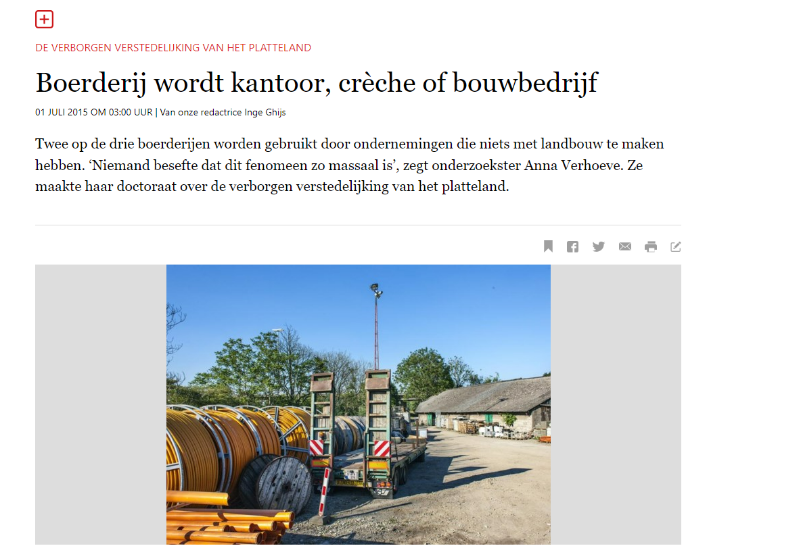 DE VERBORGEN VERSTEDELIJKING VAN HET PLATTELAND
Boerderij wordt kantoor, crèche of bouwbedrijf
01 JULI 2015 OM 03:00 UUR | Van onze redactrice Inge Ghijs
Twee op de drie boerderijen worden gebruikt door ondernemingen die niets met landbouw te maken
hebben. ‘Niemand besefte dat dit fenomeen zo massaal is’, zegt onderzoekster Anna Verhoeve. Ze
maakte haar doctoraat over de verborgen verstedelijking van het platteland.